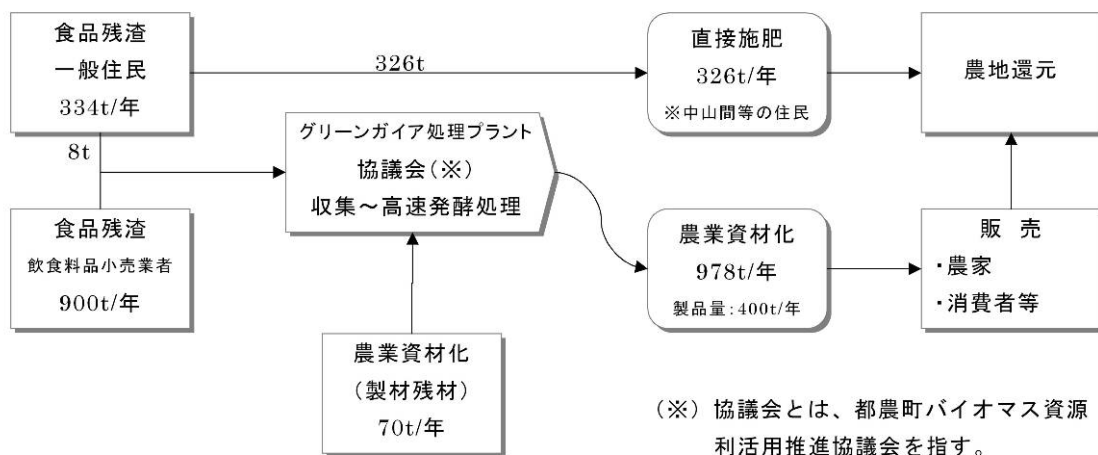 食品残渣
一般住民
334t/年
326t
直接施肥
326t/年
※中山間等の住民
農地還元
8t
グリーンガイア処理プラント
協議会(※)
収集～高速発酵処理
食品残渣
飲食料品小売業者
900t/年
農業資材化
978t/年
製品量:400t/年
販 売
・農家
・消費者等
農業資材化
(製材残材)
70t/年
(※) 協議会とは、都農町バイオマス資源
利活用推進協議会を指す。